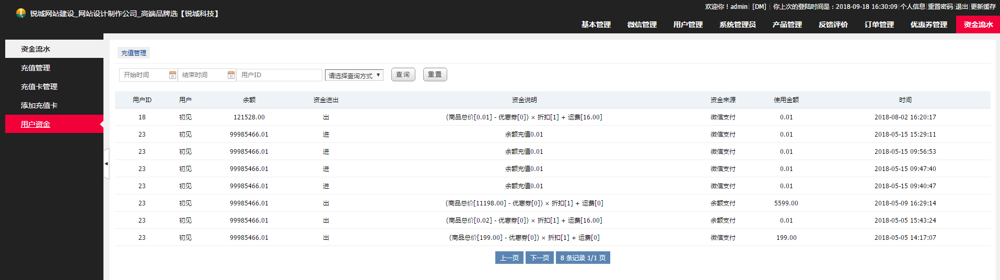 欢迎你！admin| [DM] | 你上次的登陆时间是：2018-09-18 16:30:09|个人信息|重置密码|退出|更新缓存
锐城网站建设_网站设计制作公司_高端品牌选【锐城科技】
基本管理 微信管理 用户管理 系统管理员 产品管理 反馈评价 订单管理 优惠券管理 资金流水
资金流水
充值管理
充值卡管理
添加充值卡
用户资金
充值管理
开始时间 结束时间 用户ID 请选择查询方式 查询 重置
用户ID 用户 余额 资金进出 资金说明 资金来源 使用金额 时间
18 初见 121528.00 出 (商品总价[0.01] - 优惠券[0]) × 折扣[1] + 运费[16.00] 微信支付 0.01 2018-08-02 16:20:17
23 初见 99985466.01 进 余额充值0.01 微信支付 0.01 2018-05-15 15:29:11
23 初见 99985466.01 进 余额充值0.01 微信支付 0.01 2018-05-15 09:56:53
23 初见 99985466.01 进 余额充值0.01 微信支付 0.01 2018-05-15 09:47:40
23 初见 99985466.01 进 余额充值0.01 微信支付 0.01 2018-05-15 09:40:47
23 初见 99985466.01 出 (商品总价[11198.00] - 优惠券[0]) × 折扣[1] + 运费[0] 余额支付 5599.00 2018-05-09 16:29:14
23 初见 99985466.01 出 (商品总价[0.02] - 优惠券[0]) × 折扣[1] + 运费[16.00] 余额支付 0.01 2018-05-05 15:43:24
23 初见 99985466.01 出 (商品总价[199.00] - 优惠券[0]) × 折扣[1] + 运费[0] 微信支付 199.00 2018-05-05 14:17:07
上一页 下一页 8 条记录 1/1 页